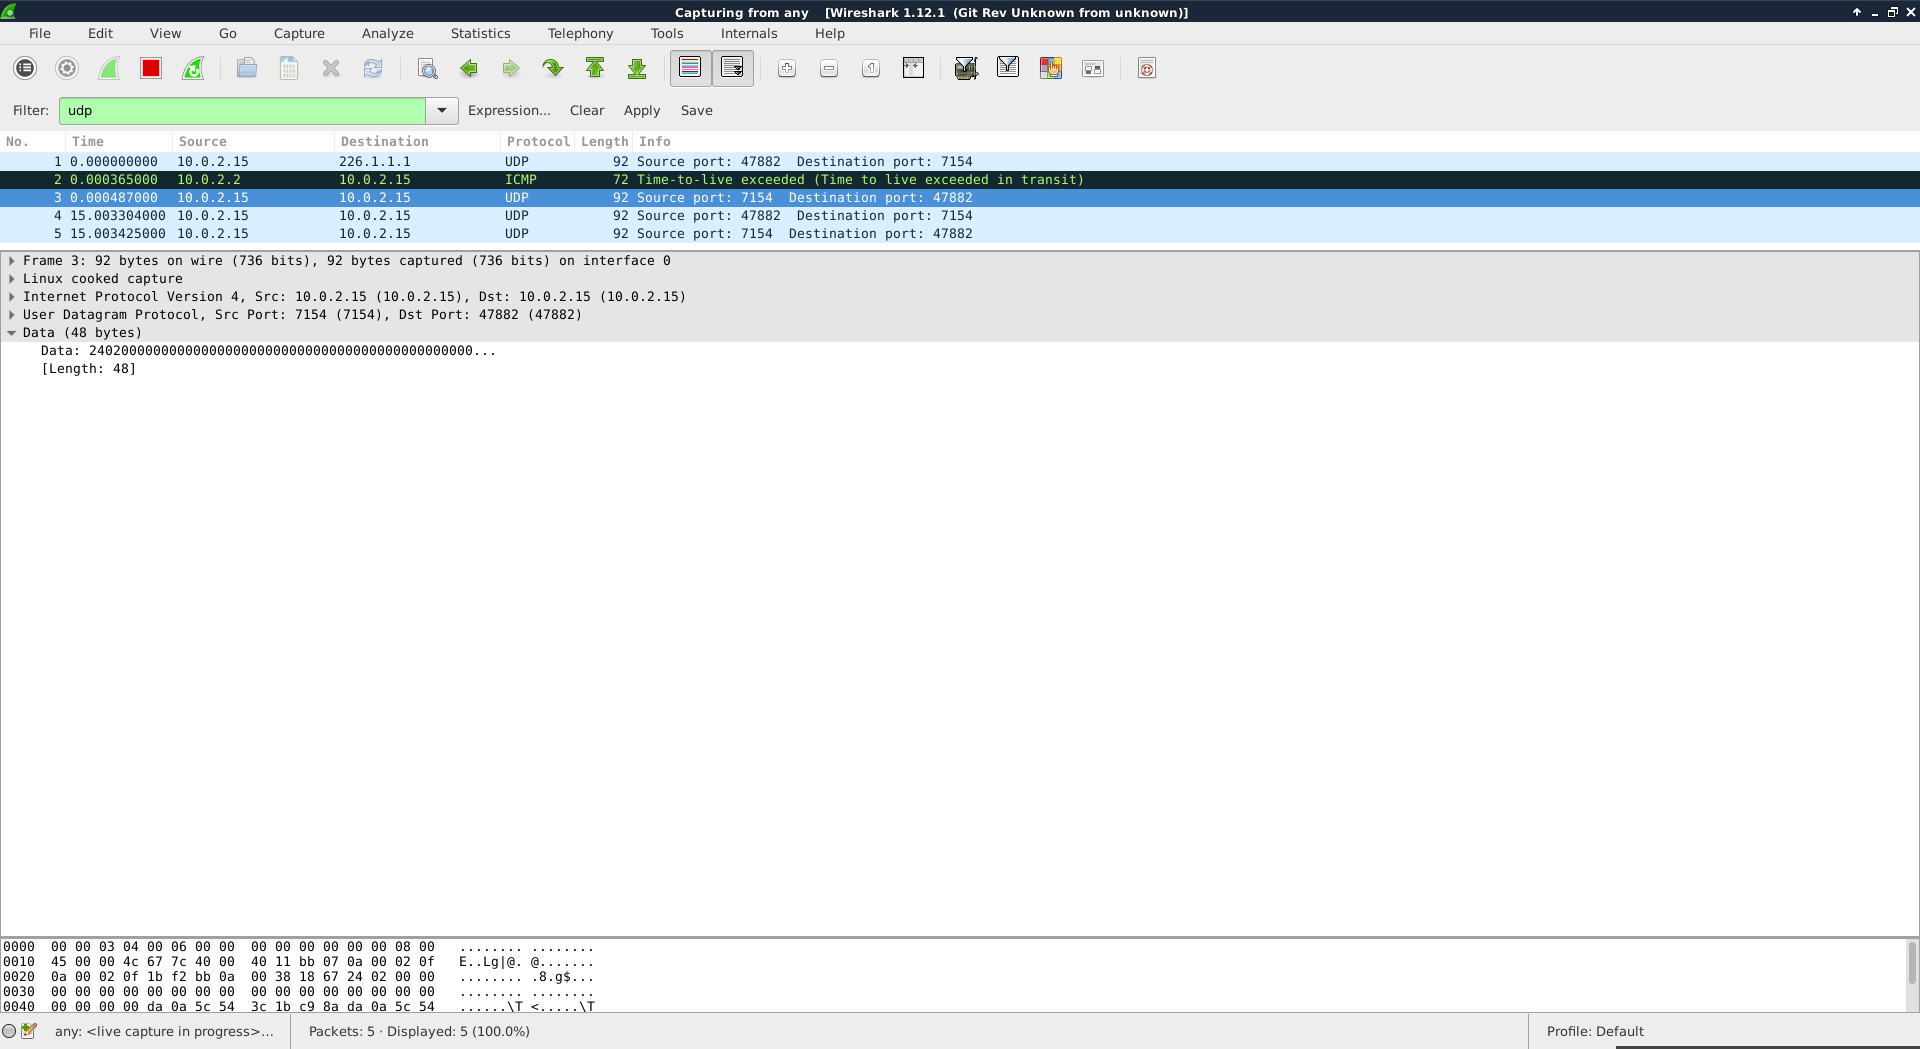 Capturing from any [Wireshark 1.12.1 (Git Rev Unknown from unknown)]
File Edit View Go Capture Analyze Statistics Telephony Tools Internals Help
Filter: udp Expression... Clear Apply Save
No. Time Source Destination Protocol Length Info
1 0.000000000 10.0.2.15 226.1.1.1 UDP 92 Source port: 47882 Destination port: 7154
2 0.000365000 10.0.2.2 10.0.2.15 ICMP 72 Time-to-live exceeded (Time to live exceeded in transit)
3 0.000487000 10.0.2.15 10.0.2.15 UDP 92 Source port: 7154 Destination port: 47882
4 15.003304000 10.0.2.15 10.0.2.15 UDP 92 Source port: 47882 Destination port: 7154
5 15.003425000 10.0.2.15 10.0.2.15 UDP 92 Source port: 7154 Destination port: 47882
Frame 3: 92 bytes on wire (736 bits), 92 bytes captured (736 bits) on interface 0
Linux cooked capture
Internet Protocol Version 4, Src: 10.0.2.15 (10.0.2.15), Dst: 10.0.2.15 (10.0.2.15)
User Datagram Protocol, Src Port: 7154 (7154), Dst Port: 47882 (47882)
Data (48 bytes)
Data: 240200000000000000000000000000000000000000000000...
[Length: 48]
0000 00 00 03 04 00 06 00 00 00 00 00 00 00 00 08 00 ........ ........
0010 45 00 00 4c 67 7c 40 00 40 11 bb 07 0a 00 02 0f E..Lg|@. @.......
0020 0a 00 02 0f 1b f2 bb 0a 00 38 18 67 24 02 00 00 ........ .8.g$...
0030 00 00 00 00 00 00 00 00 00 00 00 00 00 00 00 00 ........ ........
0040 00 00 00 00 da 0a 5c 54 3c 1b c9 8a da 0a 5c 54 ......\T <.....\T
any: <live capture in progress>... Packets: 5 · Displayed: 5 (100.0%) Profile: Default